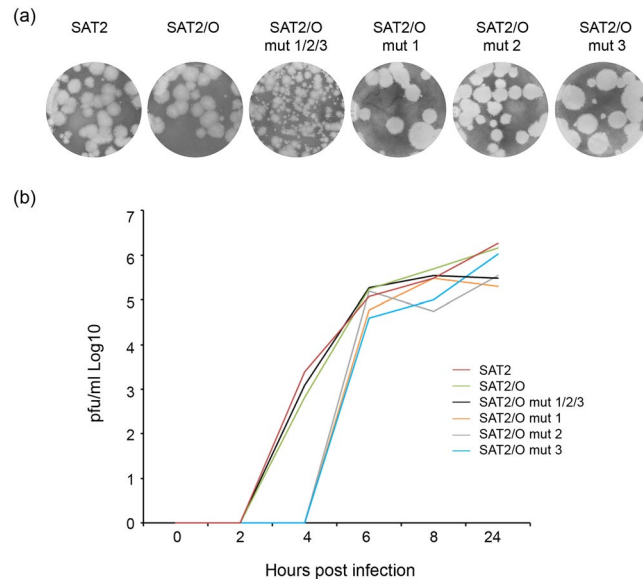 (a)
SAT2
SAT2/O
SAT2/O
mut 1/2/3
SAT2/O
mut 1
SAT2/O
mut 2
SAT2/O
mut 3
(b)
pfu/ml Log10
7
6
5
4
3
2
1
0
0 2 4 6 8 24
Hours post infection
SAT2
SAT2/O
SAT2/O mut 1/2/3
SAT2/O mut 1
SAT2/O mut 2
SAT2/O mut 3